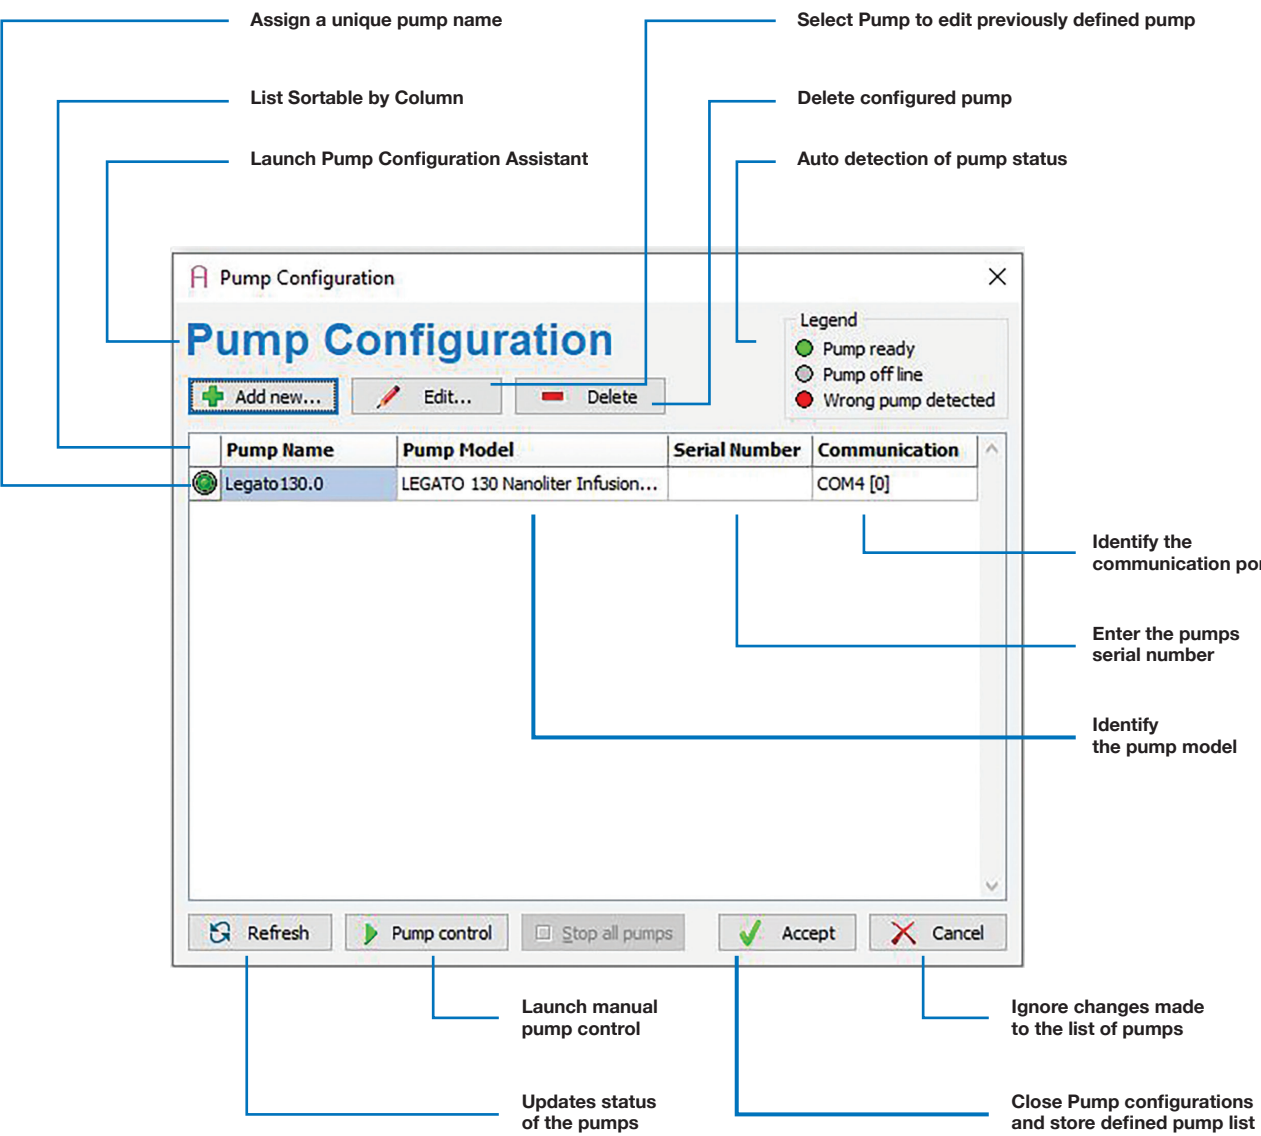 Assign a unique pump name
Select Pump to edit previously defined pump
List Sortable by Column
Delete configured pump
Launch Pump Configuration Assistant
Auto detection of pump status
Pump Configuration
Pump Configuration
Legend
Pump ready
Pump off line
Wrong pump detected
Add new...
Edit...
Delete
Pump Name
Pump Model
Serial Number
Communication
Legato130.0
LEGATO 130 Nanoliter Infusion...
COM4 [0]
Identify the
communication
Enter the pumps
serial number
Identify
the pump model
Refresh
Pump control
Stop all pumps
Accept
Cancel
Launch manual
pump control
Ignore changes made
to the list of pumps
Updates status
of the pumps
Close Pump configurations
and store defined pump list